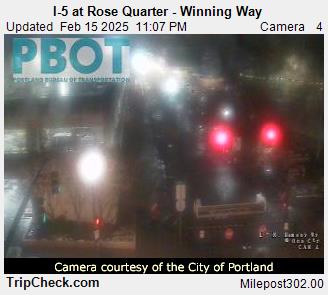 I-5 at Rose Quarter - Winning Way
Updated Feb 15 2025 11:07 PM Camera 4
PBOT
PORTLAND BUREAU OF TRANSPORTATION
Camera courtesy of the City of Portland
TripCheck.com Milepost302.00